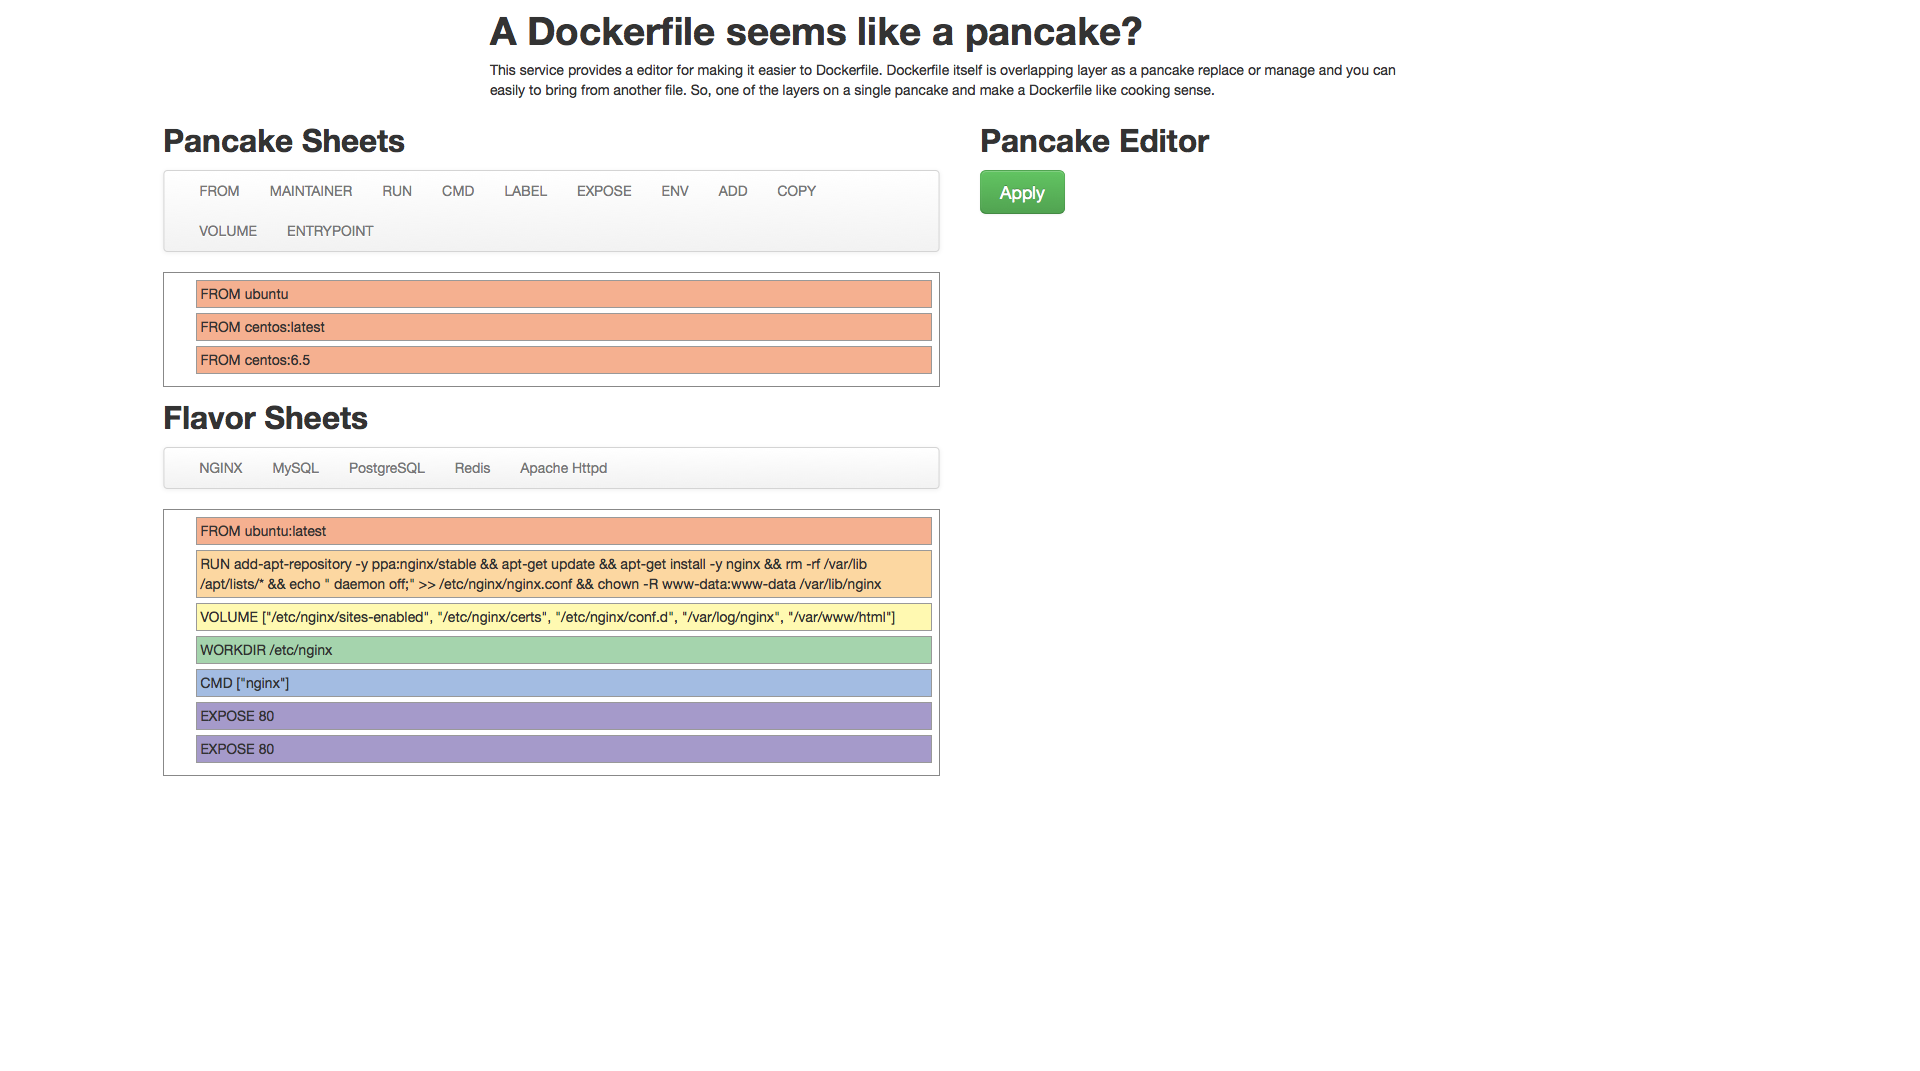 A Dockerfile seems like a pancake?
This service provides a editor for making it easier to Dockerfile. Dockerfile itself is overlapping layer as a pancake replace or manage and you can
easily to bring from another file. So, one of the layers on a single pancake and make a Dockerfile like cooking sense.
Pancake Sheets
FROM MAINTAINER RUN CMD LABEL EXPOSE ENV ADD COPY
VOLUME ENTRYPOINT
FROM ubuntu
FROM centos:latest
FROM centos:6.5
Flavor Sheets
NGINX MySQL PostgreSQL Redis Apache Httpd
FROM ubuntu:latest
RUN add-apt-repository -y ppa:nginx/stable && apt-get update && apt-get install -y nginx && rm -rf /var/lib
/apt/lists/* && echo " daemon off;" >> /etc/nginx/nginx.conf && chown -R www-data:www-data /var/lib/nginx
VOLUME ["/etc/nginx/sites-enabled", "/etc/nginx/certs", "/etc/nginx/conf.d", "/var/log/nginx", "/var/www/html"]
WORKDIR /etc/nginx
CMD ["nginx"]
EXPOSE 80
EXPOSE 80
Pancake Editor
Apply